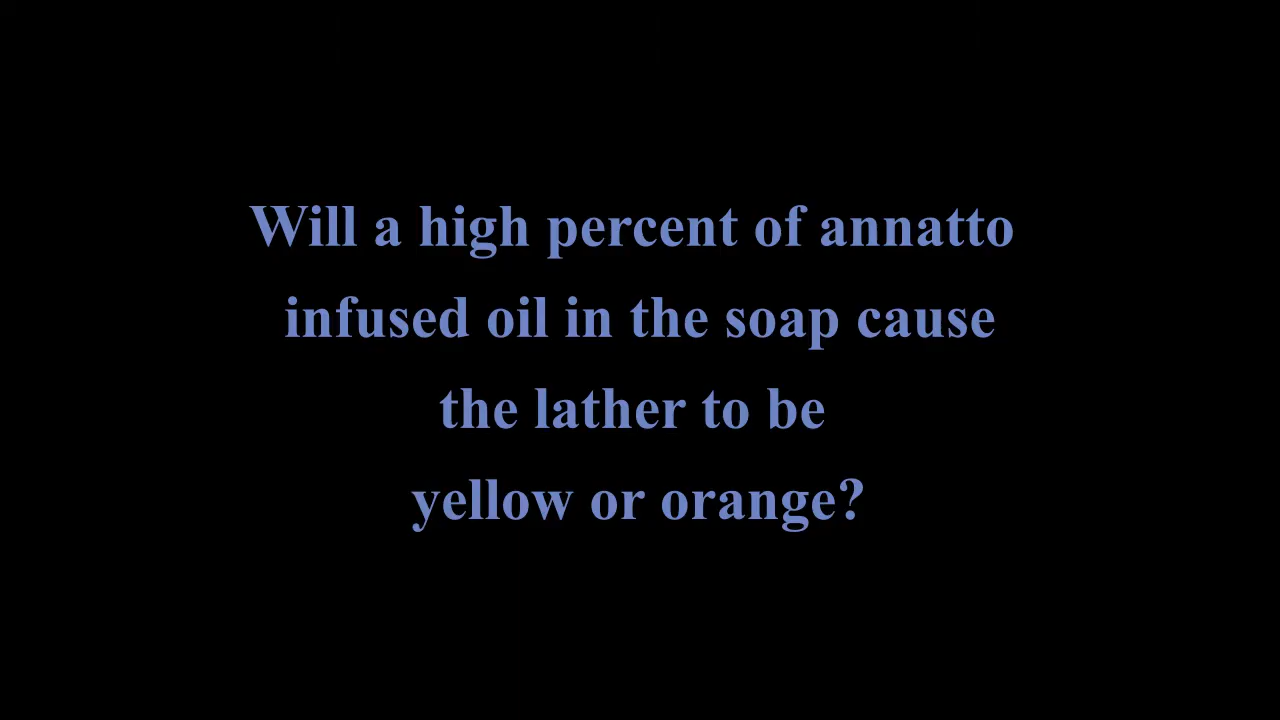 Will a high percent of annatto
infused oil in the soap cause
the lather to be
yellow or orange?